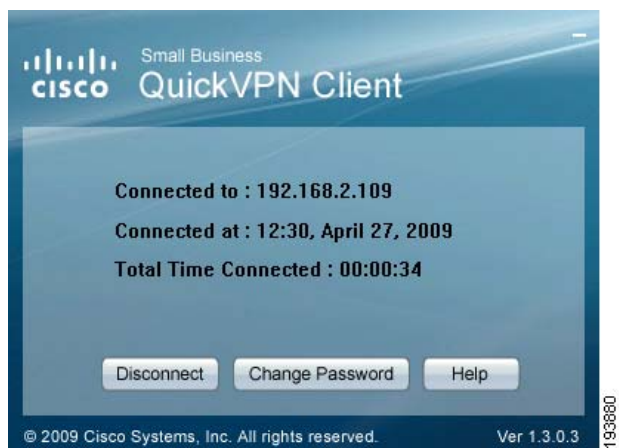 Small Business
CISCO QuickVPN Client
Connected to : 192.168.2.109
Connected at : 12:30, April 27, 2009
Total Time Connected : 00:00:34
Disconnect Change Password Help
© 2009 Cisco Systems, Inc. All rights reserved. Ver 1.3.0.3
193880